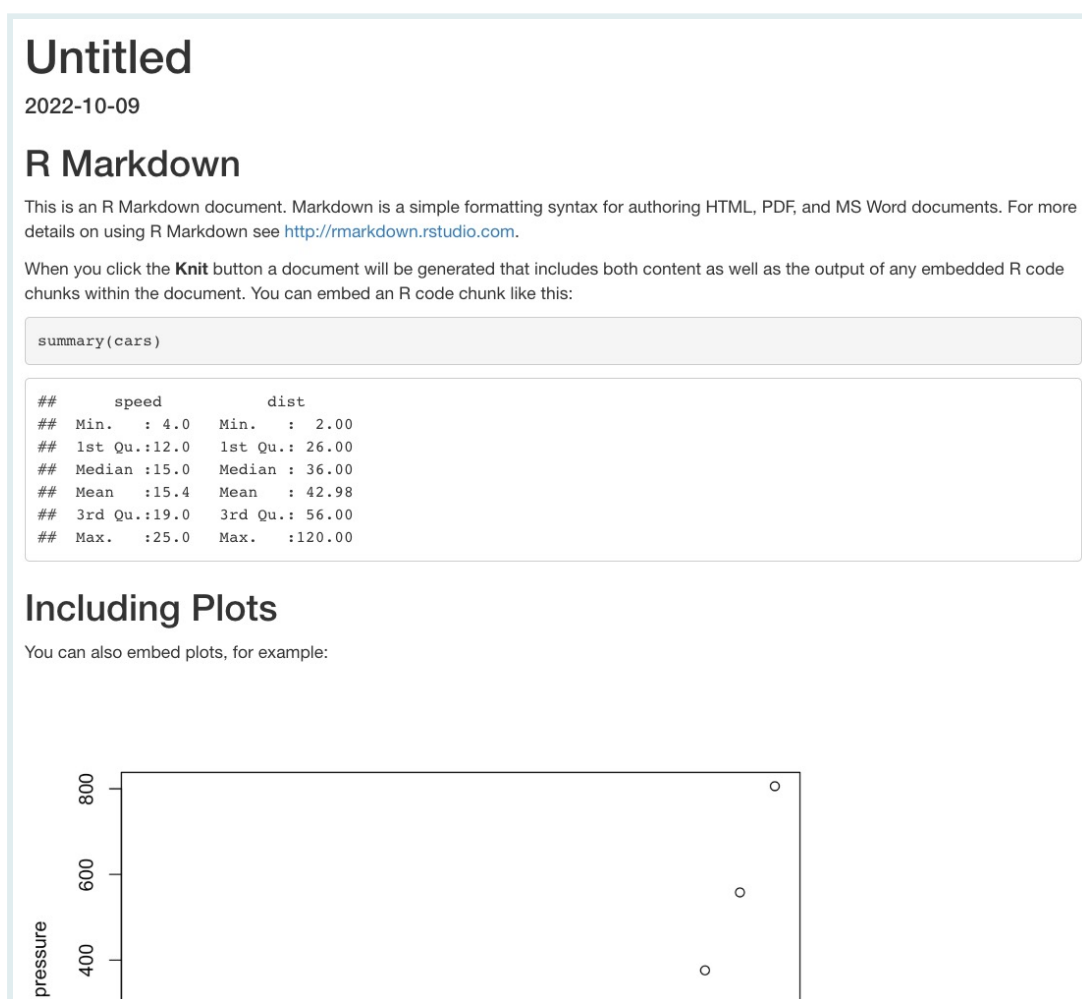 Untitled
2022-10-09
R Markdown
This is an R Markdown document. Markdown is a simple formatting syntax for authoring HTML, PDF, and MS Word documents. For more
details on using R Markdown see http://rmarkdown.rstudio.com.
When you click the Knit button a document will be generated that includes both content as well as the output of any embedded R code
chunks within the document. You can embed an R code chunk like this:
summary(cars)
##      speed           dist
##  Min.   : 4.0   Min.   :  2.00
##  1st Qu.:12.0   1st Qu.: 26.00
##  Median :15.0   Median : 36.00
##  Mean   :15.4   Mean   : 42.98
##  3rd Qu.:19.0   3rd Qu.: 56.00
##  Max.   :25.0   Max.   :120.00
Including Plots
You can also embed plots, for example:
800
600
400
pressure